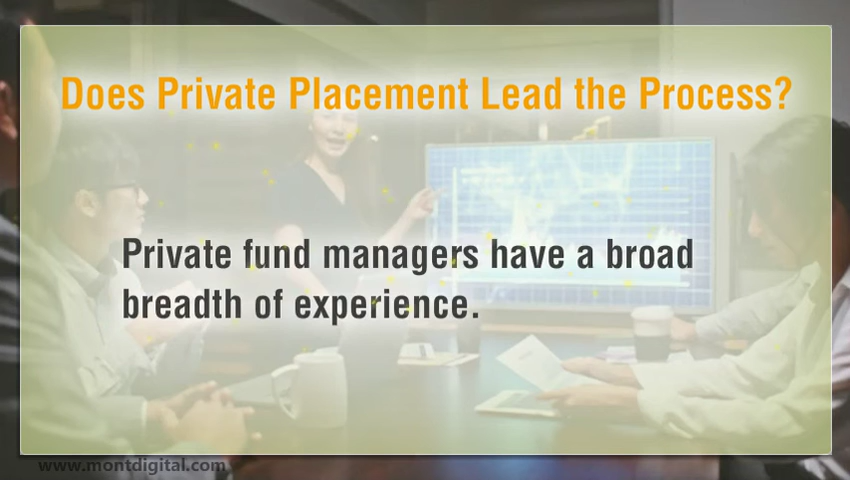 Does Private Placement Lead the Process?
Private fund managers have a broad
breadth of experience.
www.montdigital.com